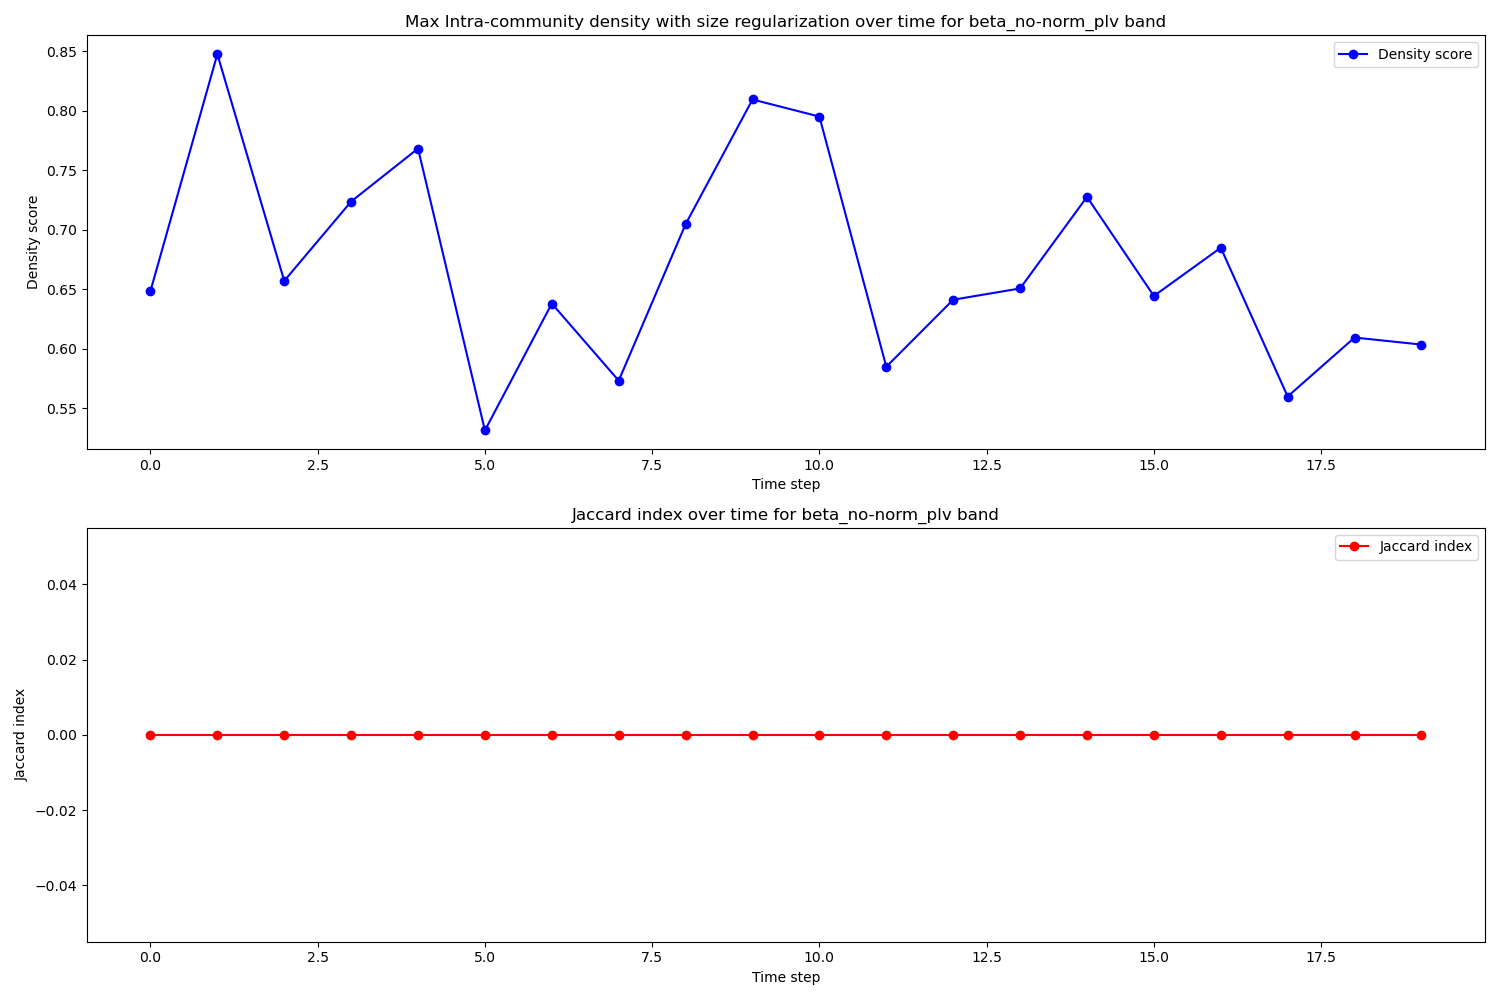 Max Intra-community density with size regularization over time for beta_no-norm_plv band
Density score
0.85
0.80
0.75
0.70
0.65
0.60
0.55
Density score
0.0 2.5 5.0 7.5 10.0 12.5 15.0 17.5
Time step
Jaccard index over time for beta_no-norm_plv band
Jaccard index
0.04
0.02
0.00
−0.02
−0.04
Jaccard index
0.0 2.5 5.0 7.5 10.0 12.5 15.0 17.5
Time step